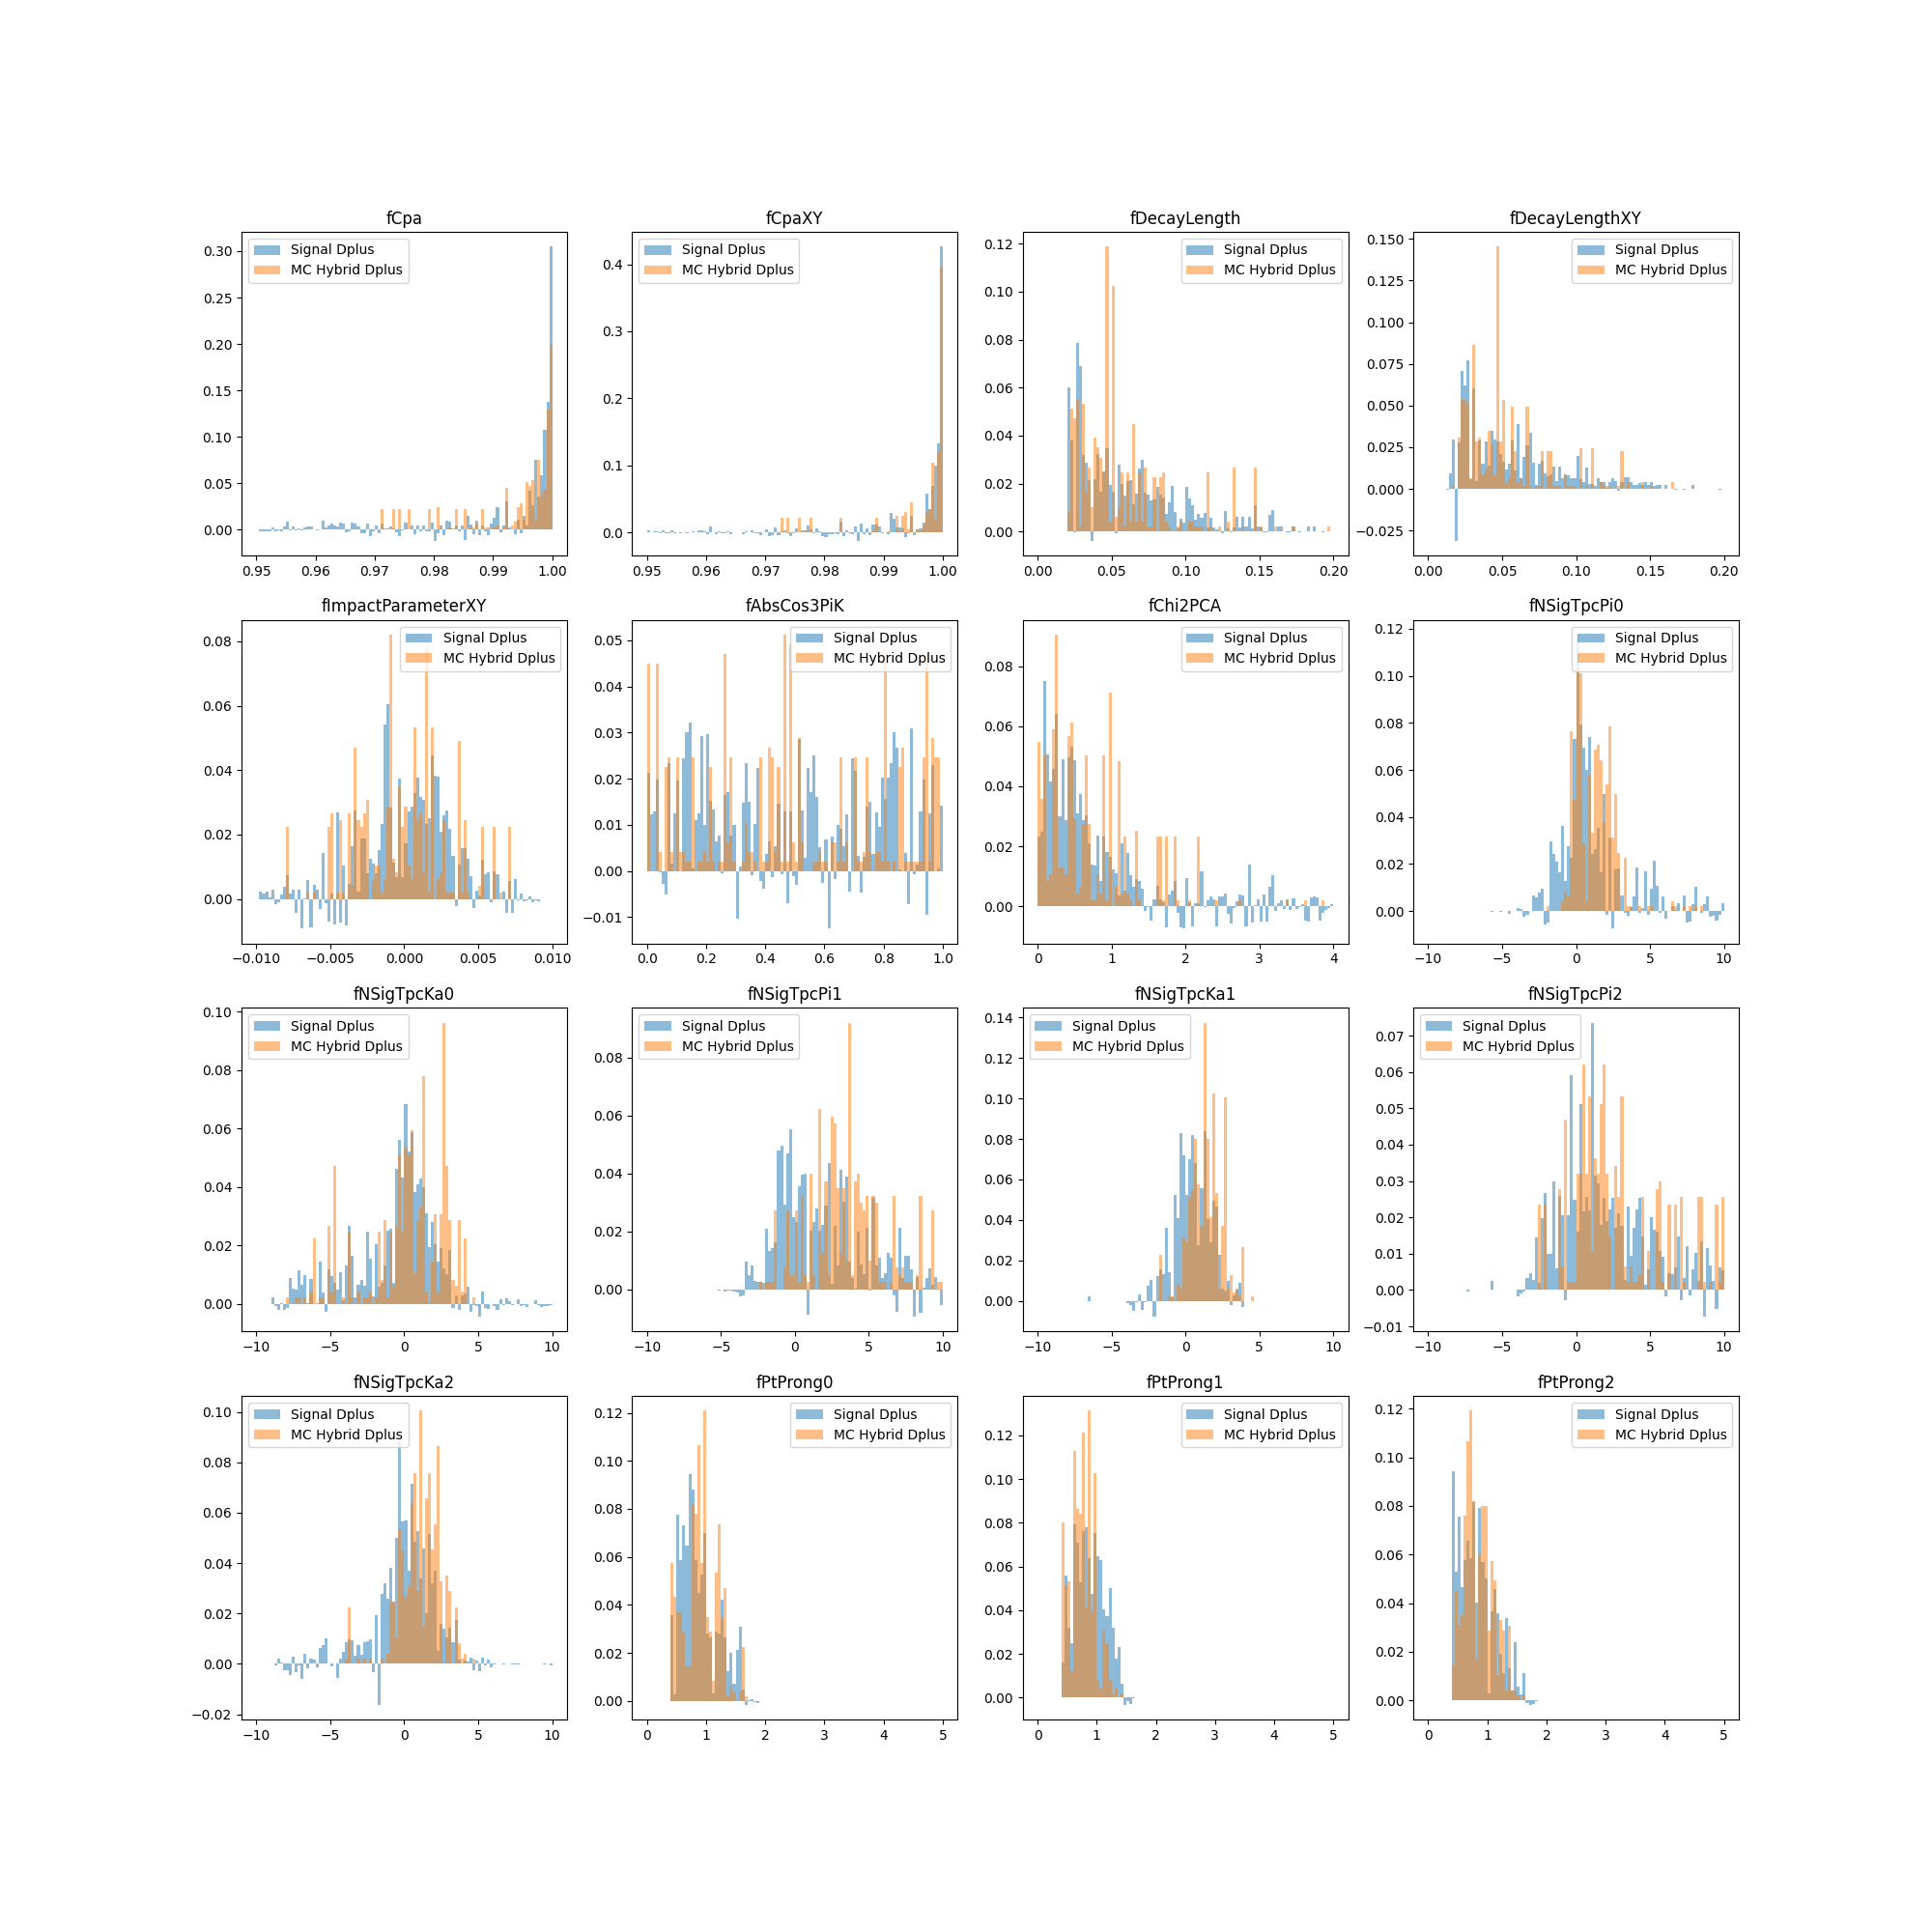 fCpa
Signal Dplus
MC Hybrid Dplus
0.30
0.25
0.20
0.15
0.10
0.05
0.00
0.95 0.96 0.97 0.98 0.99 1.00
fCpaXY
Signal Dplus
MC Hybrid Dplus
0.4
0.3
0.2
0.1
0.0
0.95 0.96 0.97 0.98 0.99 1.00
fDecayLength
Signal Dplus
MC Hybrid Dplus
0.12
0.10
0.08
0.06
0.04
0.02
0.00
0.00 0.05 0.10 0.15 0.20
fDecayLengthXY
Signal Dplus
MC Hybrid Dplus
0.150
0.125
0.100
0.075
0.050
0.025
0.000
−0.025
0.00 0.05 0.10 0.15 0.20
fImpactParameterXY
Signal Dplus
MC Hybrid Dplus
0.08
0.06
0.04
0.02
0.00
−0.010 −0.005 0.000 0.005 0.010
fAbsCos3PiK
Signal Dplus
MC Hybrid Dplus
0.05
0.04
0.03
0.02
0.01
0.00
−0.01
0.0 0.2 0.4 0.6 0.8 1.0
fChi2PCA
Signal Dplus
MC Hybrid Dplus
0.08
0.06
0.04
0.02
0.00
0 1 2 3 4
fNSigTpcPi0
Signal Dplus
MC Hybrid Dplus
0.12
0.10
0.08
0.06
0.04
0.02
0.00
−10 −5 0 5 10
fNSigTpcKa0
Signal Dplus
MC Hybrid Dplus
0.10
0.08
0.06
0.04
0.02
0.00
−10 −5 0 5 10
fNSigTpcPi1
Signal Dplus
MC Hybrid Dplus
0.08
0.06
0.04
0.02
0.00
−10 −5 0 5 10
fNSigTpcKa1
Signal Dplus
MC Hybrid Dplus
0.14
0.12
0.10
0.08
0.06
0.04
0.02
0.00
−10 −5 0 5 10
fNSigTpcPi2
Signal Dplus
MC Hybrid Dplus
0.07
0.06
0.05
0.04
0.03
0.02
0.01
0.00
−0.01
−10 −5 0 5 10
fNSigTpcKa2
Signal Dplus
MC Hybrid Dplus
0.10
0.08
0.06
0.04
0.02
0.00
−0.02
−10 −5 0 5 10
fPtProng0
Signal Dplus
MC Hybrid Dplus
0.12
0.10
0.08
0.06
0.04
0.02
0.00
0 1 2 3 4 5
fPtProng1
Signal Dplus
MC Hybrid Dplus
0.12
0.10
0.08
0.06
0.04
0.02
0.00
0 1 2 3 4 5
fPtProng2
Signal Dplus
MC Hybrid Dplus
0.12
0.10
0.08
0.06
0.04
0.02
0.00
0 1 2 3 4 5